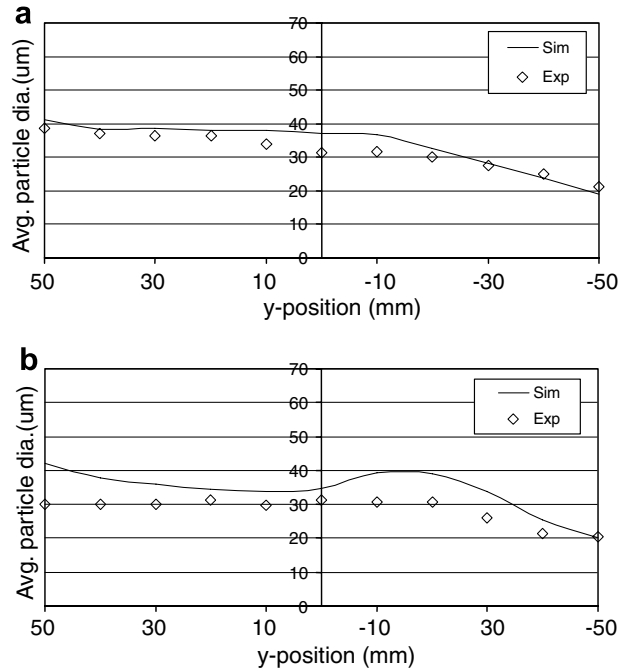 a
70
60
50
40
30
20
10
0
Avg. particle dia.(um)
Sim
Exp
50 30 10 -10 -30 -50
y-position (mm)
b
70
60
50
40
30
20
10
0
Avg. particle dia.(um)
Sim
Exp
50 30 10 -10 30 -50
y-position (mm)